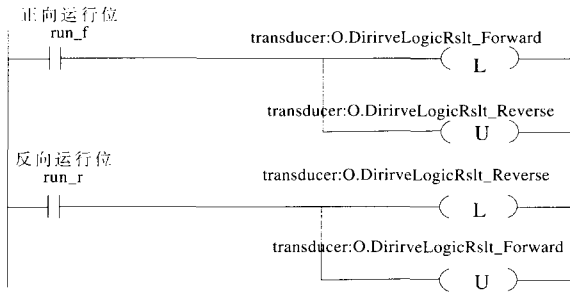 正向运行位
run_f
transducer:O.DirirveLogicRslt_Forward
L
transducer:O.DirirveLogicRslt_Reverse
U
反向运行位
run_r
transducer:O.DirirveLogicRslt_Reverse
L
transducer:O.DirirveLogicRslt_Forward
U